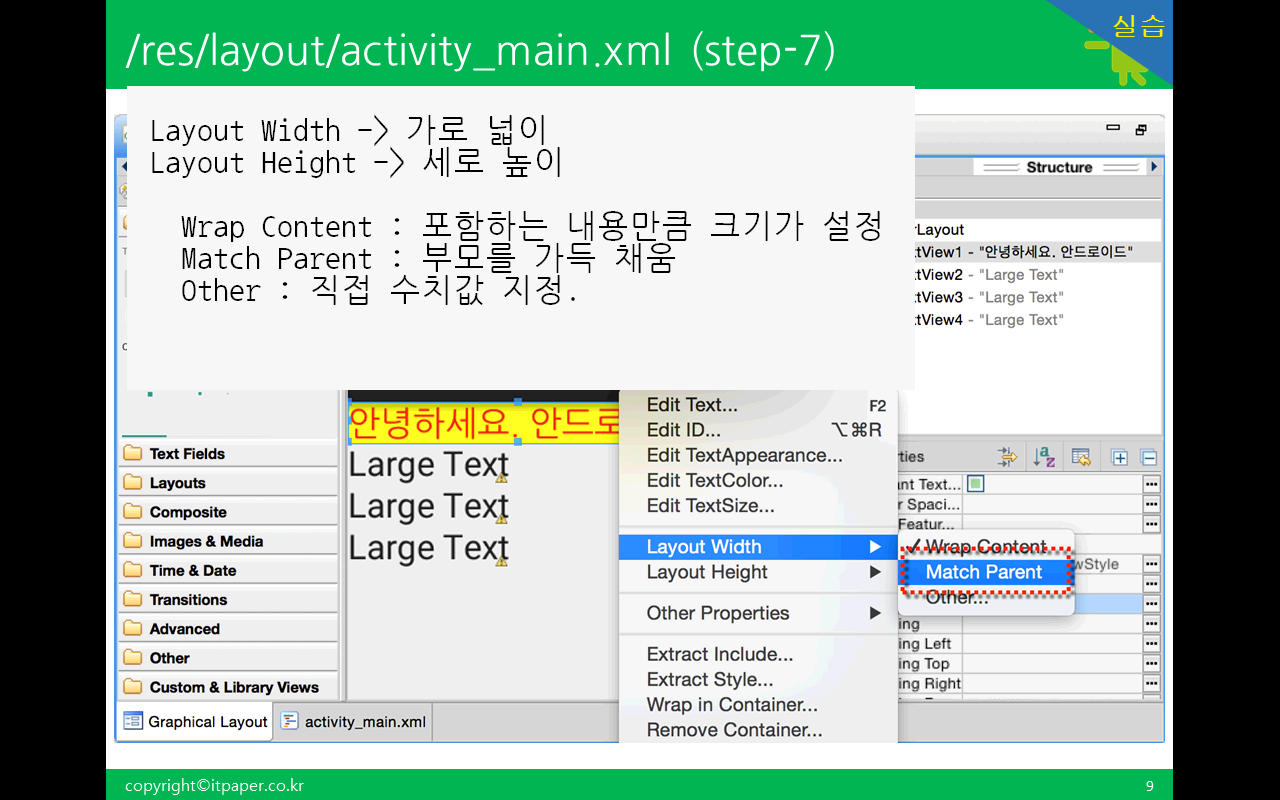 실습
/res/layout/activity_main.xml (step-7)
Layout Width -> 가로 넓이
Layout Height -> 세로 높이
Wrap Content : 포함하는 내용만큼 크기가 설정
Match Parent : 부모를 가득 채움
Other : 직접 수치값 지정.
Structure
rLayout
tView1 - "안녕하세요. 안드로이드"
tView2 - "Large Text"
tView3 - "Large Text"
tView4 - "Large Text"
안녕하세요. 안드로
Large Text
Large Text
Large Text
Text Fields
Layouts
Composite
Images & Media
Time & Date
Transitions
Advanced
Other
Custom & Library Views
Edit Text... F2
Edit ID... ⌥⌘R
Edit TextAppearance...
Edit TextColor...
Edit TextSize...
Layout Width
Layout Height
Other Properties
Extract Include...
Extract Style...
Wrap in Container...
Remove Container...
✓ Wrap Content
Match Parent
Other...
rties
ant Text...
r Spaci...
Featur...
wStyle
ing
ing Left
ing Top
ing Right
Graphical Layout
activity_main.xml
copyright©itpaper.co.kr
9